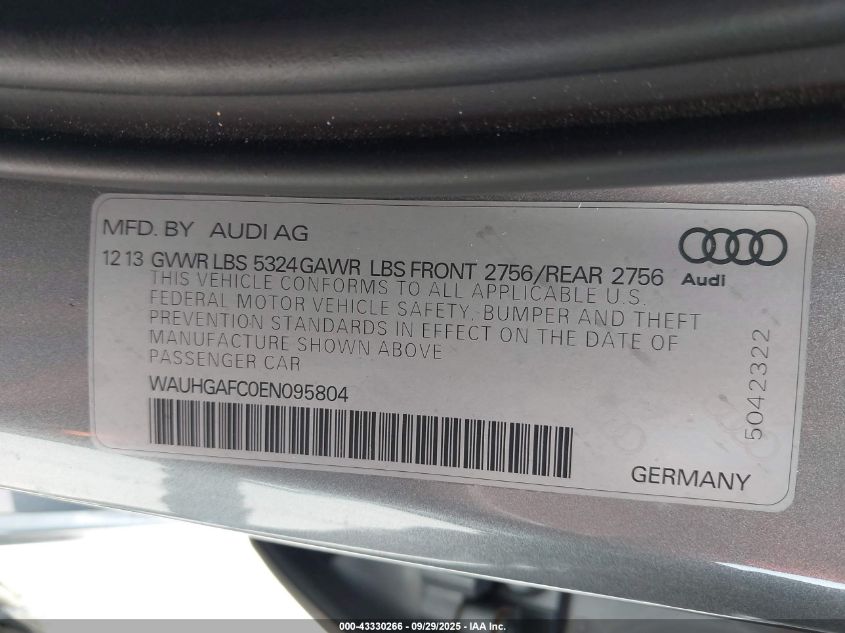 MFD. BY AUDI AG
12 13 GVWR LBS 5324 GAWR LBS FRONT 2756/REAR 2756
THIS VEHICLE CONFORMS TO ALL APPLICABLE U.S.
FEDERAL MOTOR VEHICLE SAFETY, BUMPER AND THEFT
PREVENTION STANDARDS IN EFFECT ON THE DATE OF
MANUFACTURE SHOWN ABOVE
PASSENGER CAR
WAUHGAFC0EN095804
Audi
5042322
GERMANY
000-43330266 - 09/29/2025 - IAA Inc.